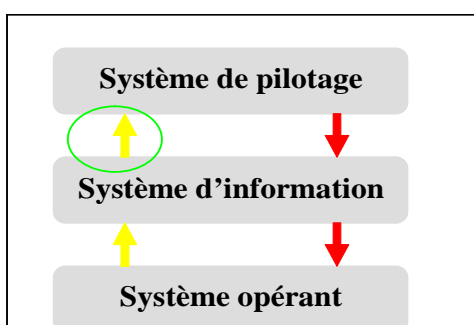 Système de pilotage
Système d’information
Système opérant